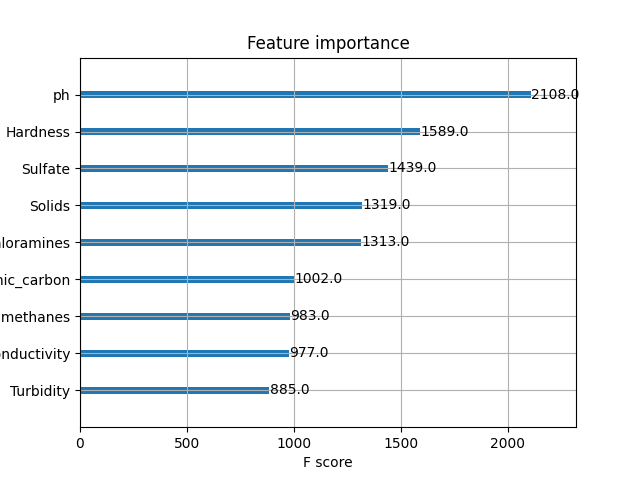 Feature importance
ph 2108.0
Hardness 1589.0
Sulfate 1439.0
Solids 1319.0
loramines 1313.0
nic_carbon 1002.0
methanes 983.0
onductivity 977.0
Turbidity 885.0
0 500 1000 1500 2000
F score